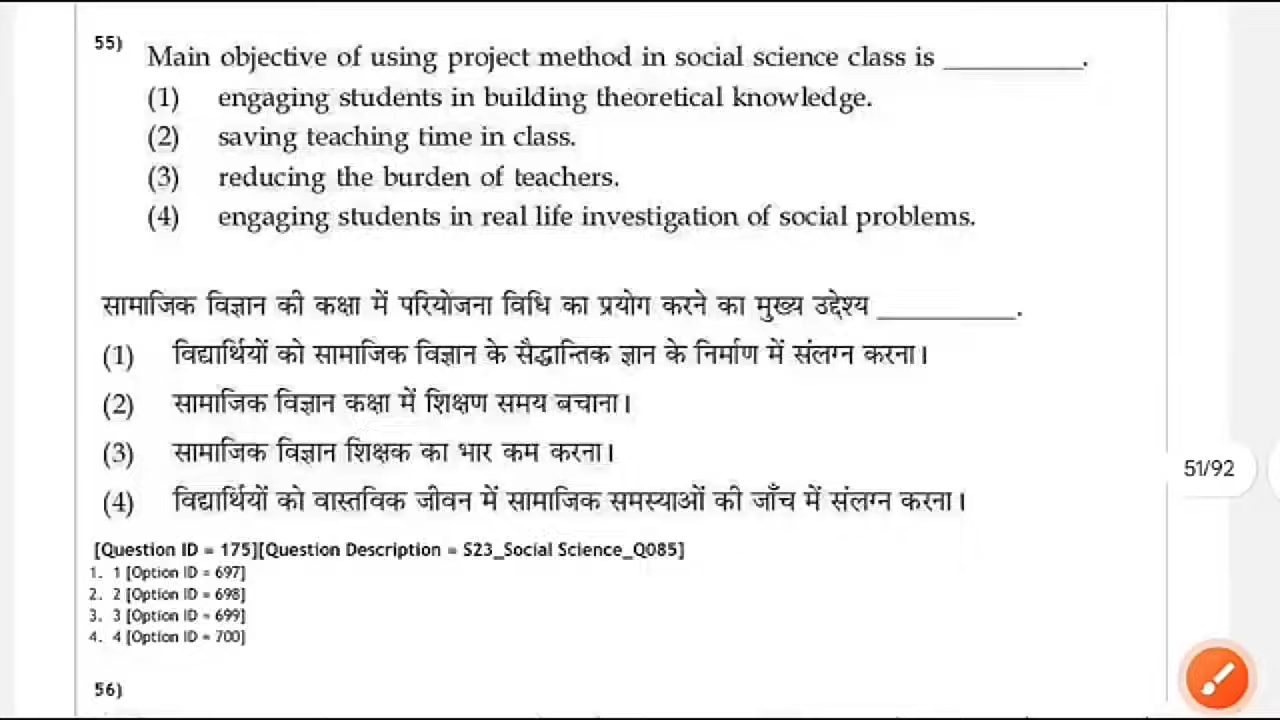 55)
Main objective of using project method in social science class is __________.
(1) engaging students in building theoretical knowledge.
(2) saving teaching time in class.
(3) reducing the burden of teachers.
(4) engaging students in real life investigation of social problems.
सामाजिक विज्ञान की कक्षा में परियोजना विधि का प्रयोग करने का मुख्य उद्देश्य __________.
(1) विद्यार्थियों को सामाजिक विज्ञान के सैद्धान्तिक ज्ञान के निर्माण में संलग्न करना।
(2) सामाजिक विज्ञान कक्षा में शिक्षण समय बचाना।
(3) सामाजिक विज्ञान शिक्षक का भार कम करना।
(4) विद्यार्थियों को वास्तविक जीवन में सामाजिक समस्याओं की जाँच में संलग्न करना।
51/92
[Question ID = 175][Question Description = S23_Social Science_Q085]
1. 1 [Option ID = 697]
2. 2 [Option ID = 698]
3. 3 [Option ID = 699]
4. 4 [Option ID = 700]
56)